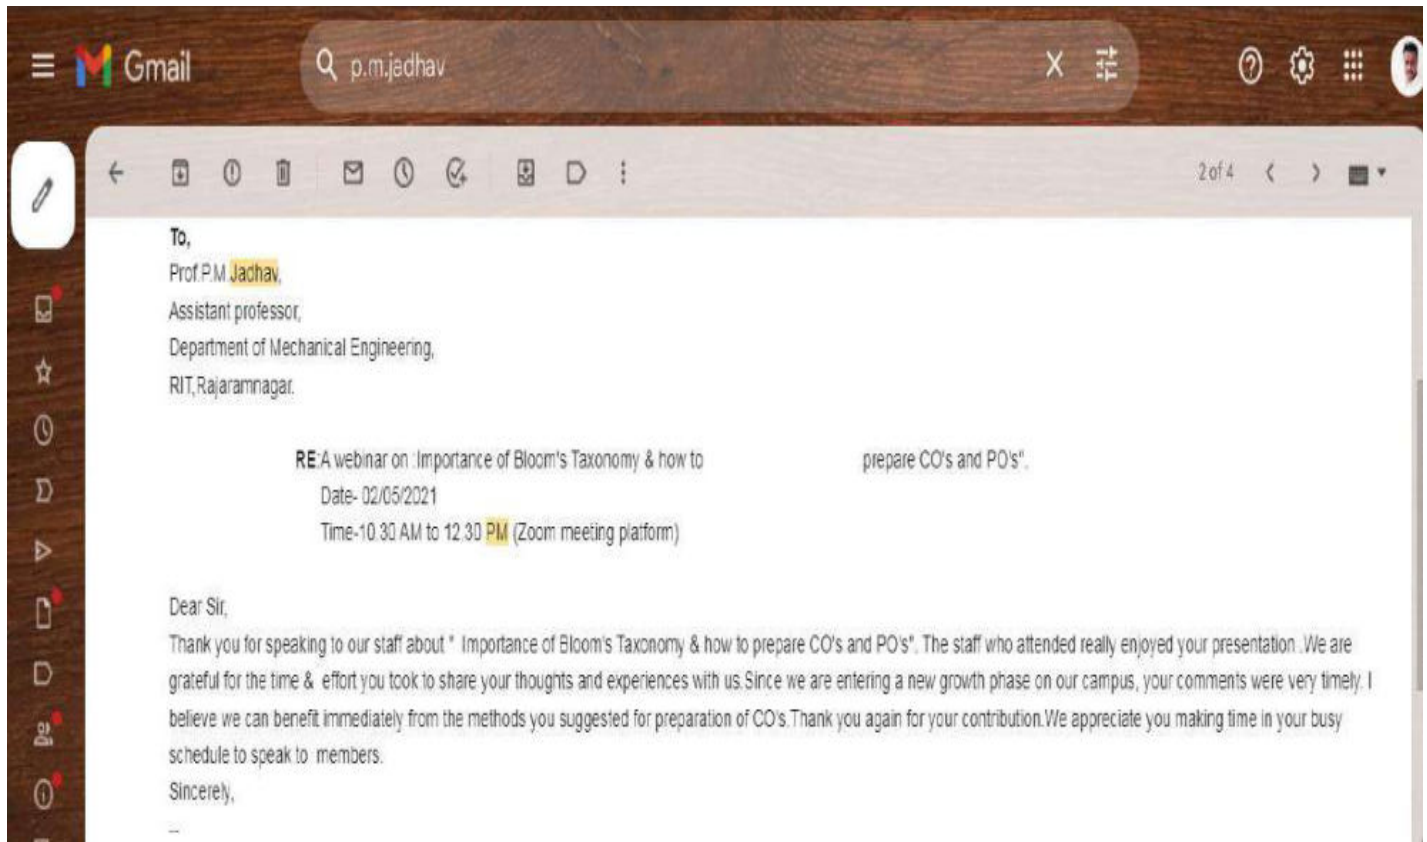 Gmail
p.m.jadhav
2 of 4
To,
Prof.P.M.Jadhav,
Assistant professor,
Department of Mechanical Engineering,
RIT,Rajaramnagar.
RE:A webinar on :Importance of Bloom's Taxonomy & how to prepare CO's and PO's".
Date- 02/05/2021
Time-10.30 AM to 12.30 PM (Zoom meeting platform)
Dear Sir,
Thank you for speaking to our staff about " Importance of Bloom's Taxonomy & how to prepare CO's and PO's". The staff who attended really enjoyed your presentation .We are
grateful for the time & effort you took to share your thoughts and experiences with us.Since we are entering a new growth phase on our campus, your comments were very timely. I
believe we can benefit immediately from the methods you suggested for preparation of CO's.Thank you again for your contribution.We appreciate you making time in your busy
schedule to speak to members.
Sincerely,
--